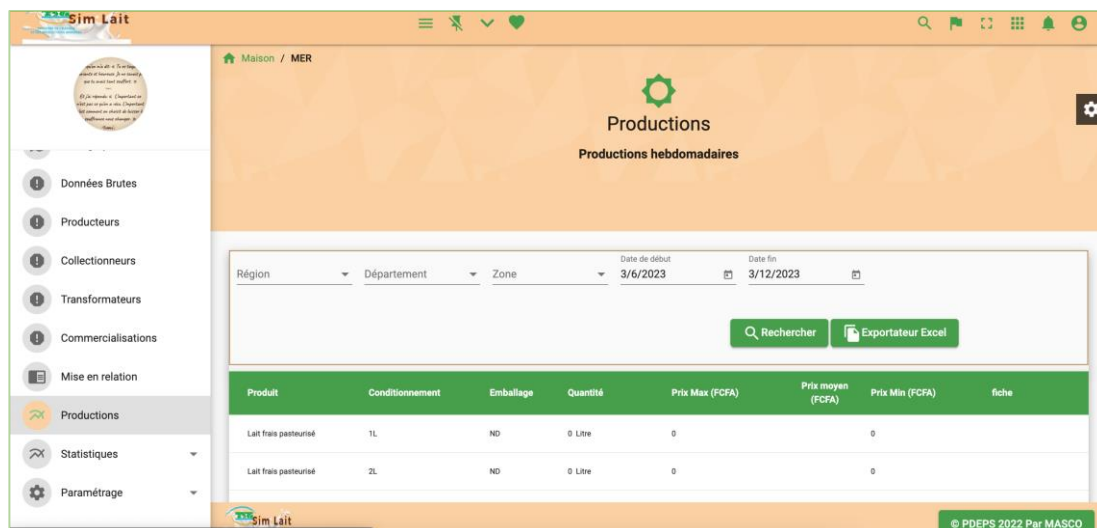 Sim Lait
Maison / MER
Productions
Productions hebdomadaires
Données Brutes
Producteurs
Collectionneurs
Transformateurs
Commercialisations
Mise en relation
Productions
Statistiques
Paramétrage
Région
Département
Zone
Date de début
3/6/2023
Date fin
3/12/2023
Rechercher
Exportateur Excel
Produit Conditionnement Emballage Quantité Prix Max (FCFA) Prix moyen (FCFA) Prix Min (FCFA) fiche
Lait frais pasteurisé 1L ND 0 Litre 0 0
Lait frais pasteurisé 2L ND 0 Litre 0 0
Sim Lait
© PDEPS 2022 Par MASCO